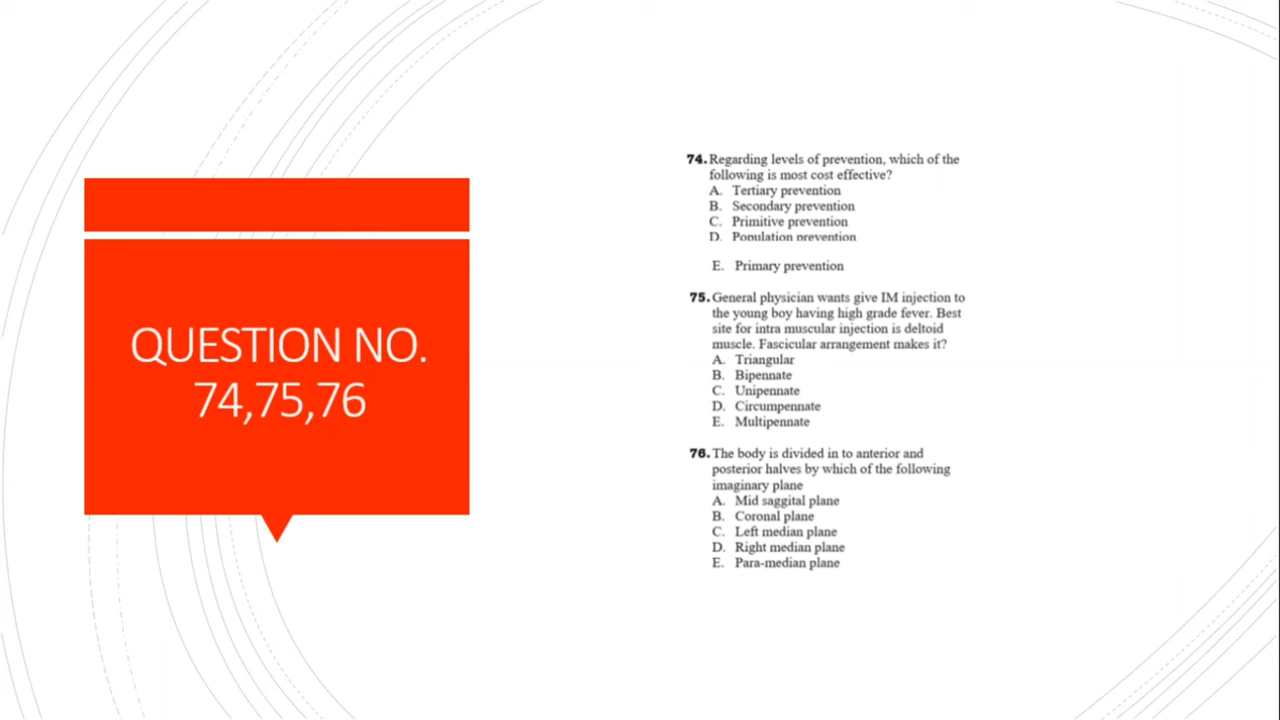 QUESTION NO.
74,75,76
74. Regarding levels of prevention, which of the
following is most cost effective?
A. Tertiary prevention
B. Secondary prevention
C. Primitive prevention
D. Population prevention
E. Primary prevention
75. General physician wants give IM injection to
the young boy having high grade fever. Best
site for intra muscular injection is deltoid
muscle. Fascicular arrangement makes it?
A. Triangular
B. Bipennate
C. Unipennate
D. Circumpennate
E. Multipennate
76. The body is divided in to anterior and
posterior halves by which of the following
imaginary plane
A. Mid saggital plane
B. Coronal plane
C. Left median plane
D. Right median plane
E. Para-median plane